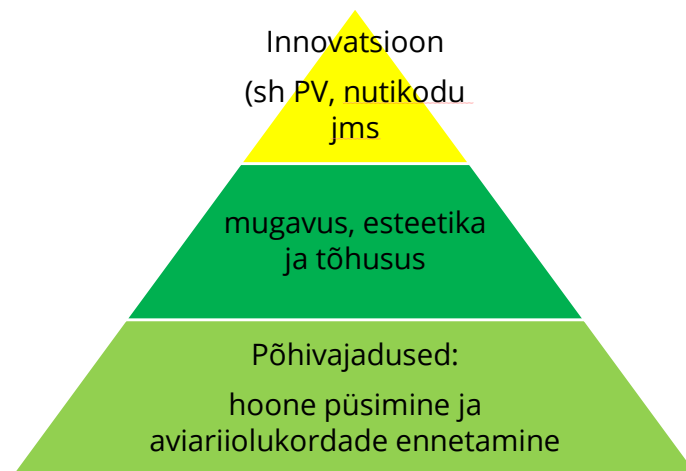 Innovatsioon
(sh PV, nutikodu
jms
mugavus, esteetika
ja tõhusus
Põhivajadused:
hoone püsimine ja
aviariiolukordade ennetamine